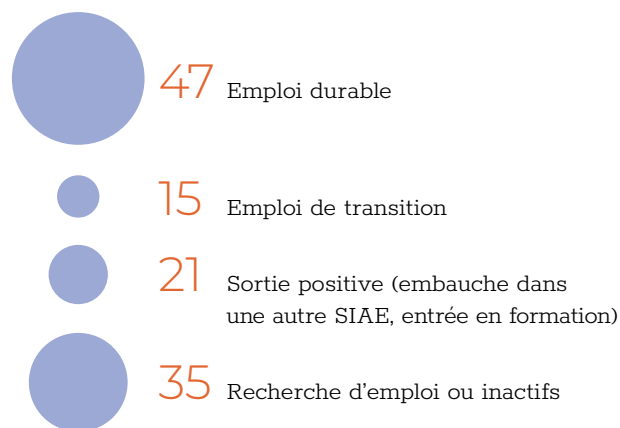 47 Emploi durable
15 Emploi de transition
21 Sortie positive (embauche dans
une autre SIAE, entrée en formation)
35 Recherche d'emploi ou inactifs